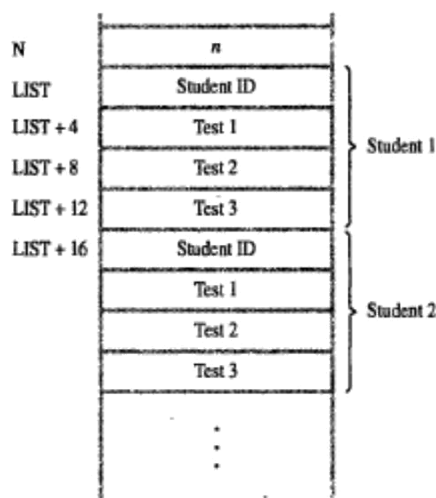 N n
LIST Student ID
LIST + 4 Test 1
Student 1
LIST + 8 Test 2
LIST + 12 Test 3
LIST + 16 Student ID
Test 1
Student 2
Test 2
Test 3